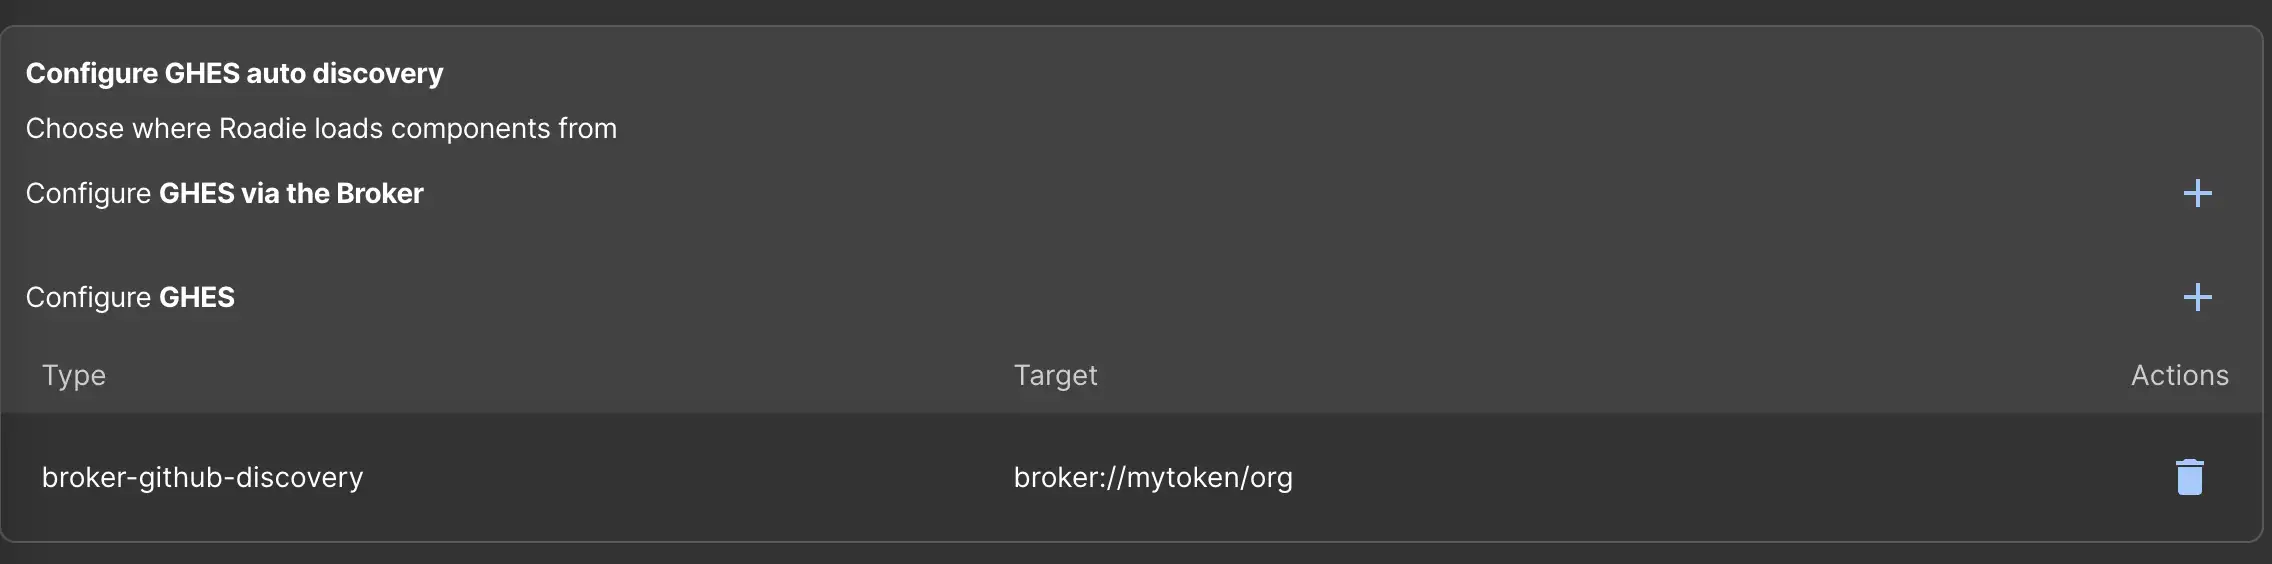 Configure GHES auto discovery
Choose where Roadie loads components from
Configure GHES via the Broker
Configure GHES
Type Target Actions
broker-github-discovery broker://mytoken/org